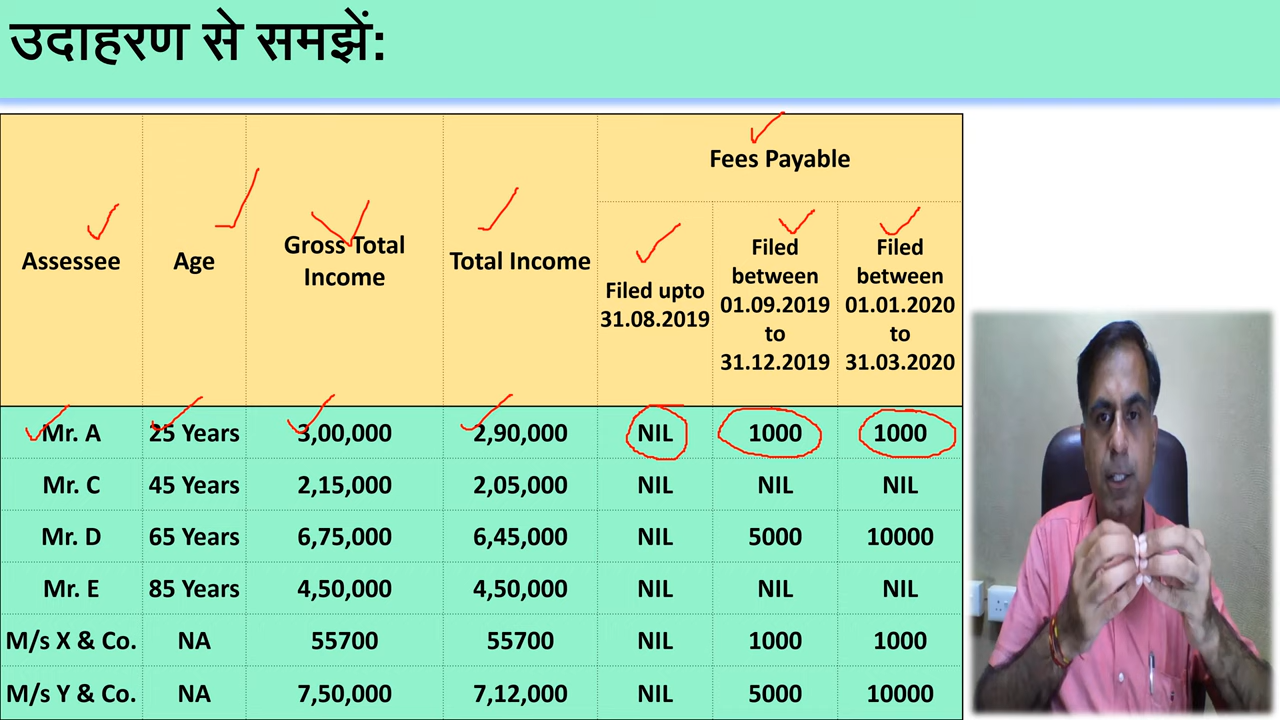 उदाहरण से समझें:
Fees Payable
Assessee Age Gross Total Income Total Income Filed upto 31.08.2019 Filed between 01.09.2019 to 31.12.2019 Filed between 01.01.2020 to 31.03.2020
Mr. A 25 Years 3,00,000 2,90,000 NIL 1000 1000
Mr. C 45 Years 2,15,000 2,05,000 NIL NIL NIL
Mr. D 65 Years 6,75,000 6,45,000 NIL 5000 10000
Mr. E 85 Years 4,50,000 4,50,000 NIL NIL NIL
M/s X & Co. NA 55700 55700 NIL 1000 1000
M/s Y & Co. NA 7,50,000 7,12,000 NIL 5000 10000